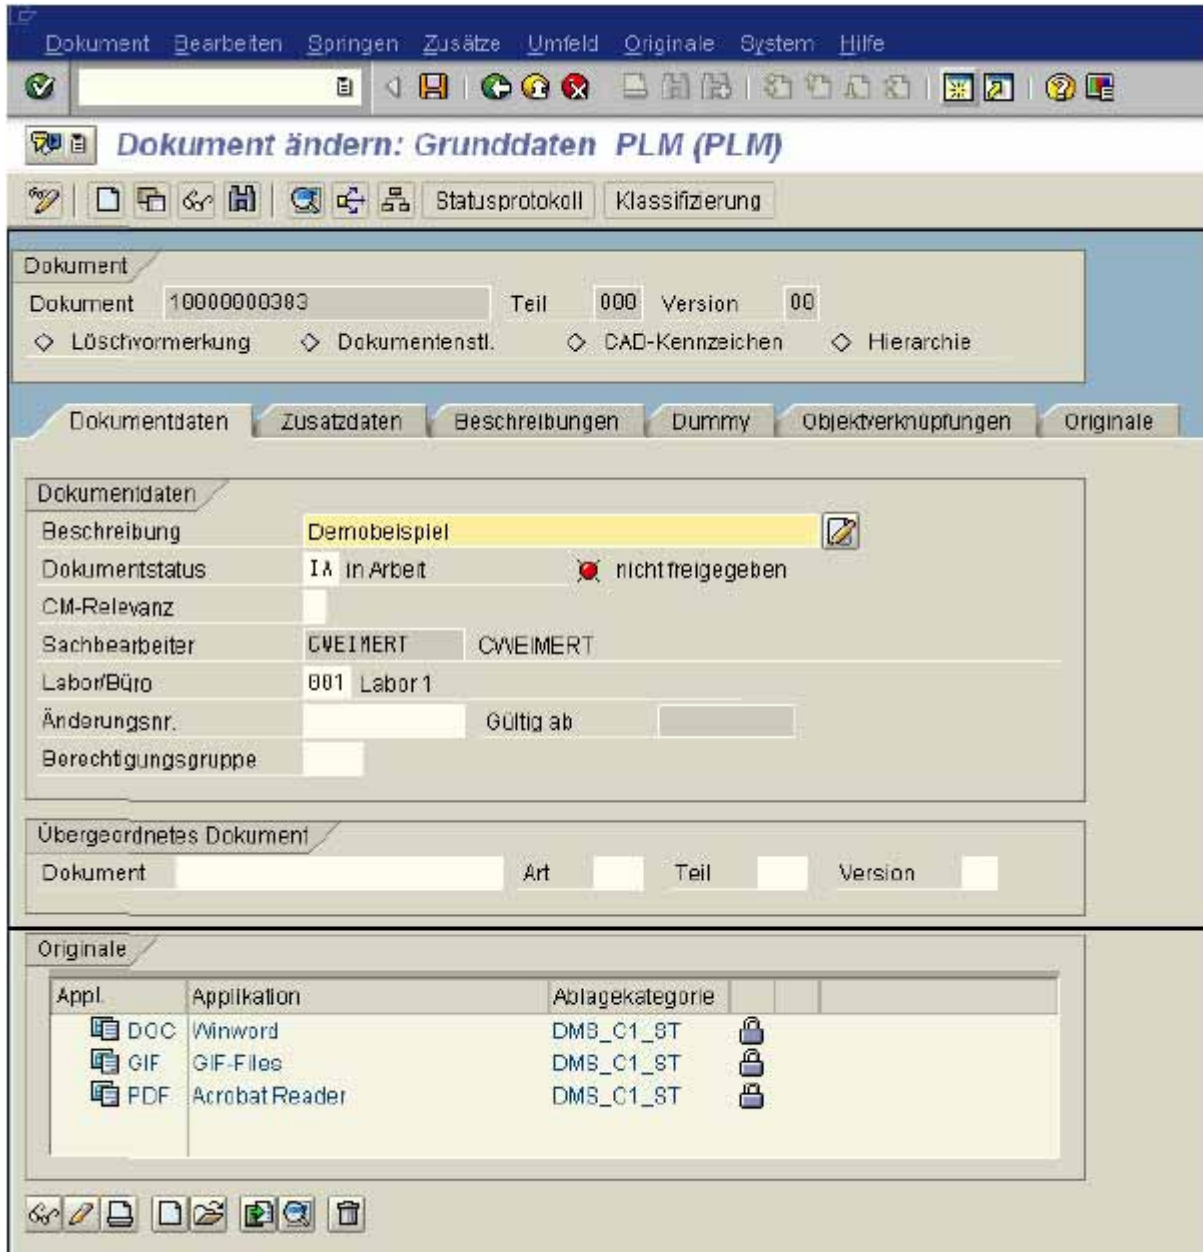 Dokument Bearbeiten Springen Zusätze Umfeld Originale System Hilfe
Dokument ändern: Grunddaten PLM (PLM)
Statusprotokoll Klassifizierung
Dokument
Dokument 10000000383 Teil 000 Version 00
Löschvormerkung Dokumentenstl. CAD-Kennzeichen Hierarchie
Dokumentdaten Zusatzdaten Beschreibungen Dummy Objektverknüpfungen Originale
Dokumentdaten
Beschreibung Demobeispiel
Dokumentstatus IA in Arbeit nicht freigegeben
CM-Relevanz
Sachbearbeiter CWEIMERT CWEIMERT
Labor/Büro 001 Labor 1
Änderungsnr. Gültig ab
Berechtigungsgruppe
Übergeordnetes Dokument
Dokument Art Teil Version
Originale
Appl. Applikation Ablagekategorie
DOC Winword DMS_C1_ST
GIF GIF-Files DMS_C1_ST
PDF Acrobat Reader DMS_C1_ST